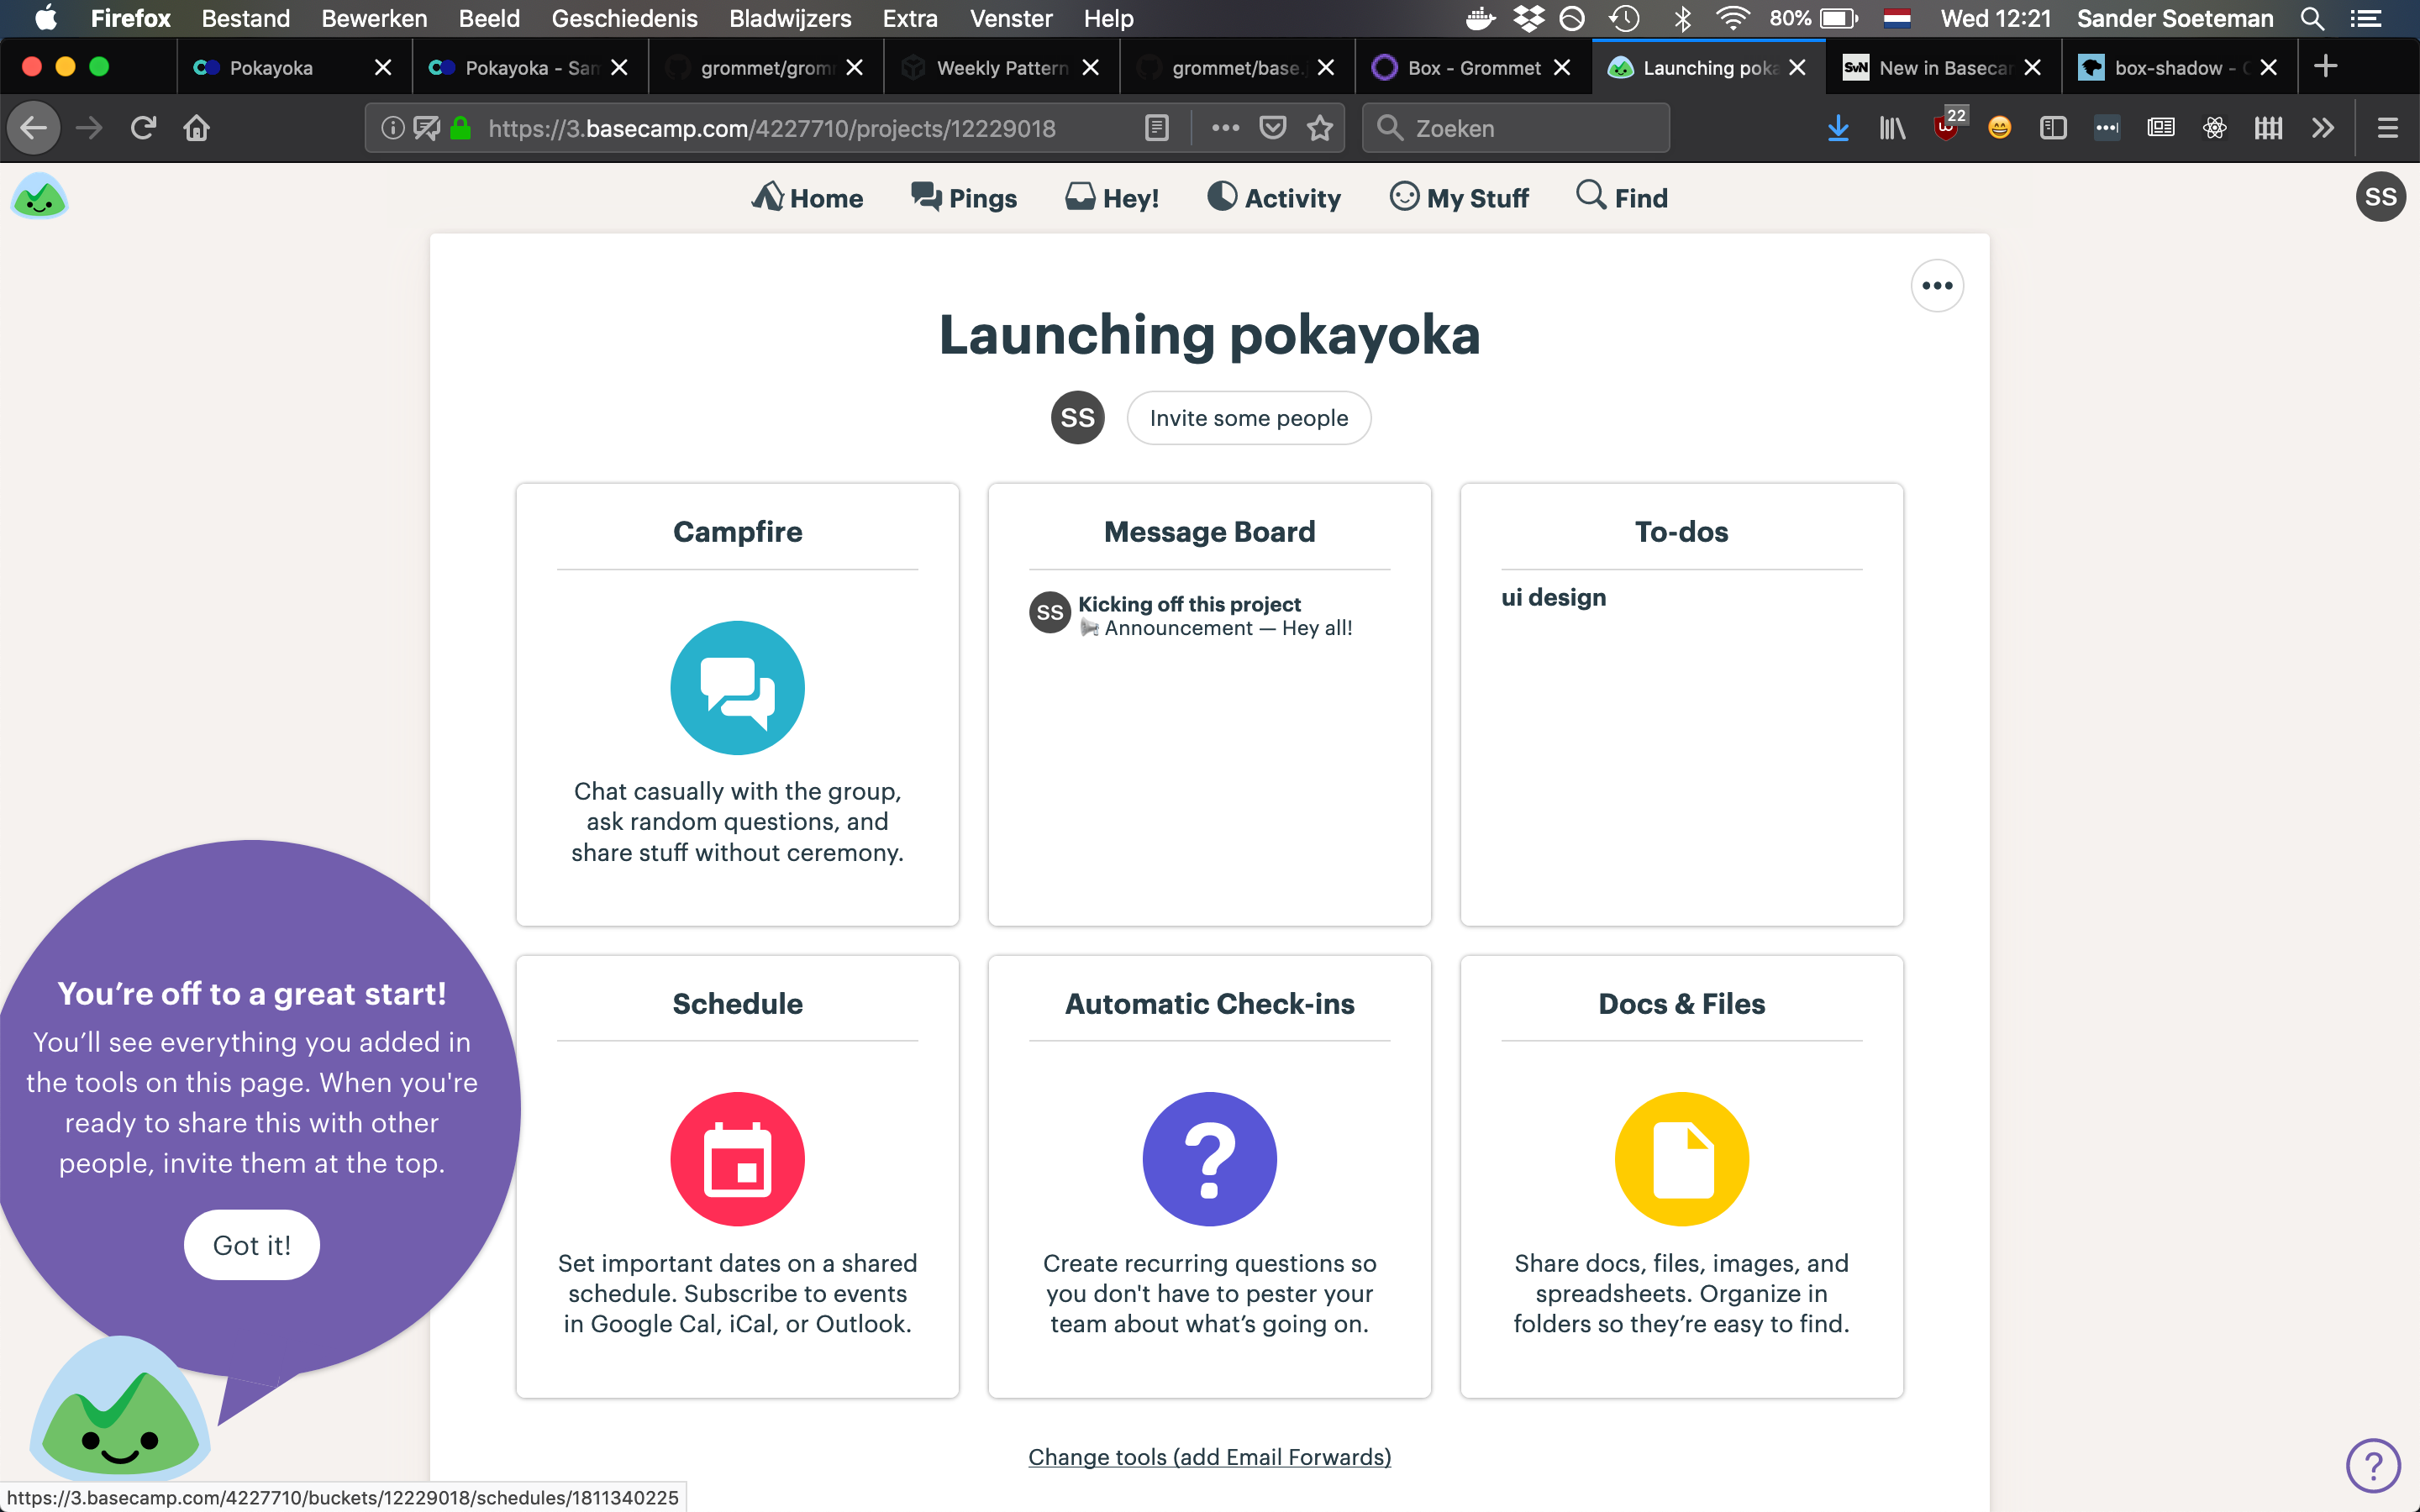 Firefox Bestand Bewerken Beeld Geschiedenis Bladwijzers Extra Venster Help 80% Wed 12:21 Sander Soeteman
Pokayoka Pokayoka - San grommet/grom Weekly Pattern grommet/base. Box - Grommet Launching poka SvN New in Baseca box-shadow - C
https://3.basecamp.com/4227710/projects/12229018 Zoeken 22
Home Pings Hey! Activity My Stuff Find SS
Launching pokayoka
SS Invite some people
Campfire
Chat casually with the group,
ask random questions, and
share stuff without ceremony.
Message Board
SS Kicking off this project
Announcement — Hey all!
To-dos
ui design
Schedule
Set important dates on a shared
schedule. Subscribe to events
in Google Cal, iCal, or Outlook.
Automatic Check-ins
?
Create recurring questions so
you don't have to pester your
team about what’s going on.
Docs & Files
Share docs, files, images, and
spreadsheets. Organize in
folders so they’re easy to find.
You’re off to a great start!
You’ll see everything you added in
the tools on this page. When you're
ready to share this with other
people, invite them at the top.
Got it!
Change tools (add Email Forwards)
?
https://3.basecamp.com/4227710/buckets/12229018/schedules/1811340225